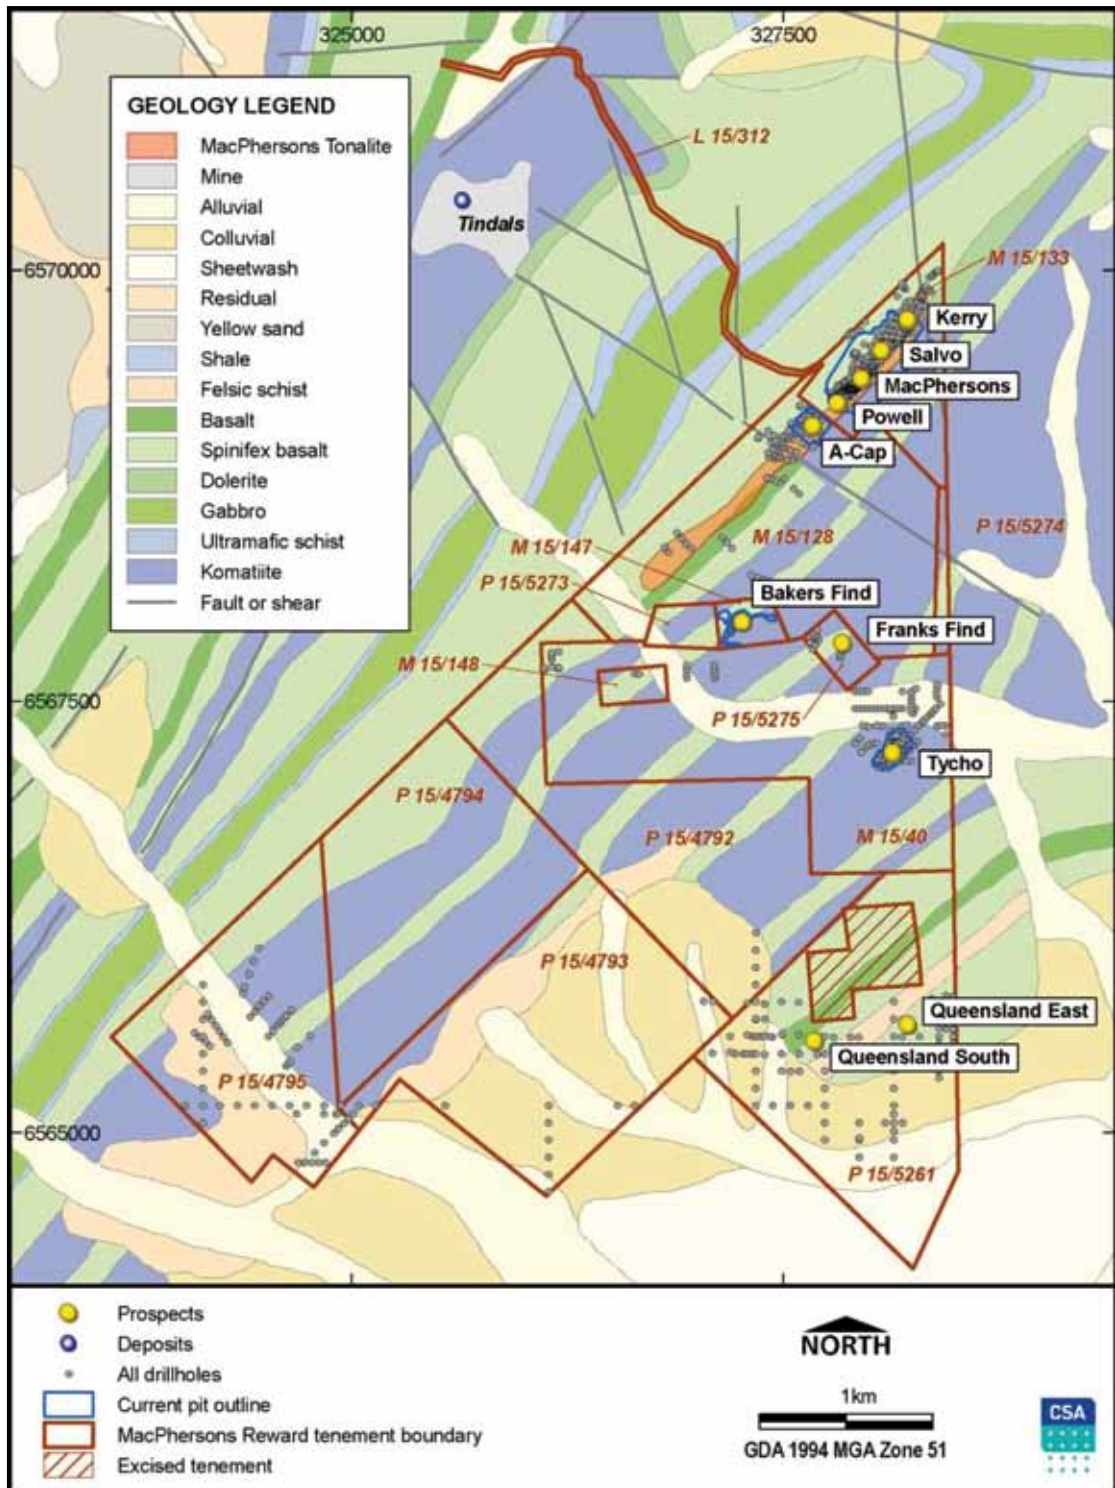 325000
327500
GEOLOGY LEGEND
MacPhersons Tonalite
Mine
Alluvial
Colluvial
Sheetwash
Residual
Yellow sand
Shale
Felsic schist
Basalt
Spinifex basalt
Dolerite
Gabbro
Ultramafic schist
Komatiite
Fault or shear
L 15/312
Tindals
6570000
M 15/133
Kerry
Salvo
MacPhersons
Powell
A-Cap
P 15/5274
M 15/128
M 15/147
P 15/5273
Bakers Find
Franks Find
M 15/148
6567500
P 15/5275
Tycho
P 15/4794
P 15/4792
M 15/40
P 15/4793
Queensland East
Queensland South
P 15/4795
6565000
P 15/5261
Prospects
Deposits
All drillholes
Current pit outline
MacPhersons Reward tenement boundary
Excised tenement
NORTH
1km
GDA 1994 MGA Zone 51
CSA